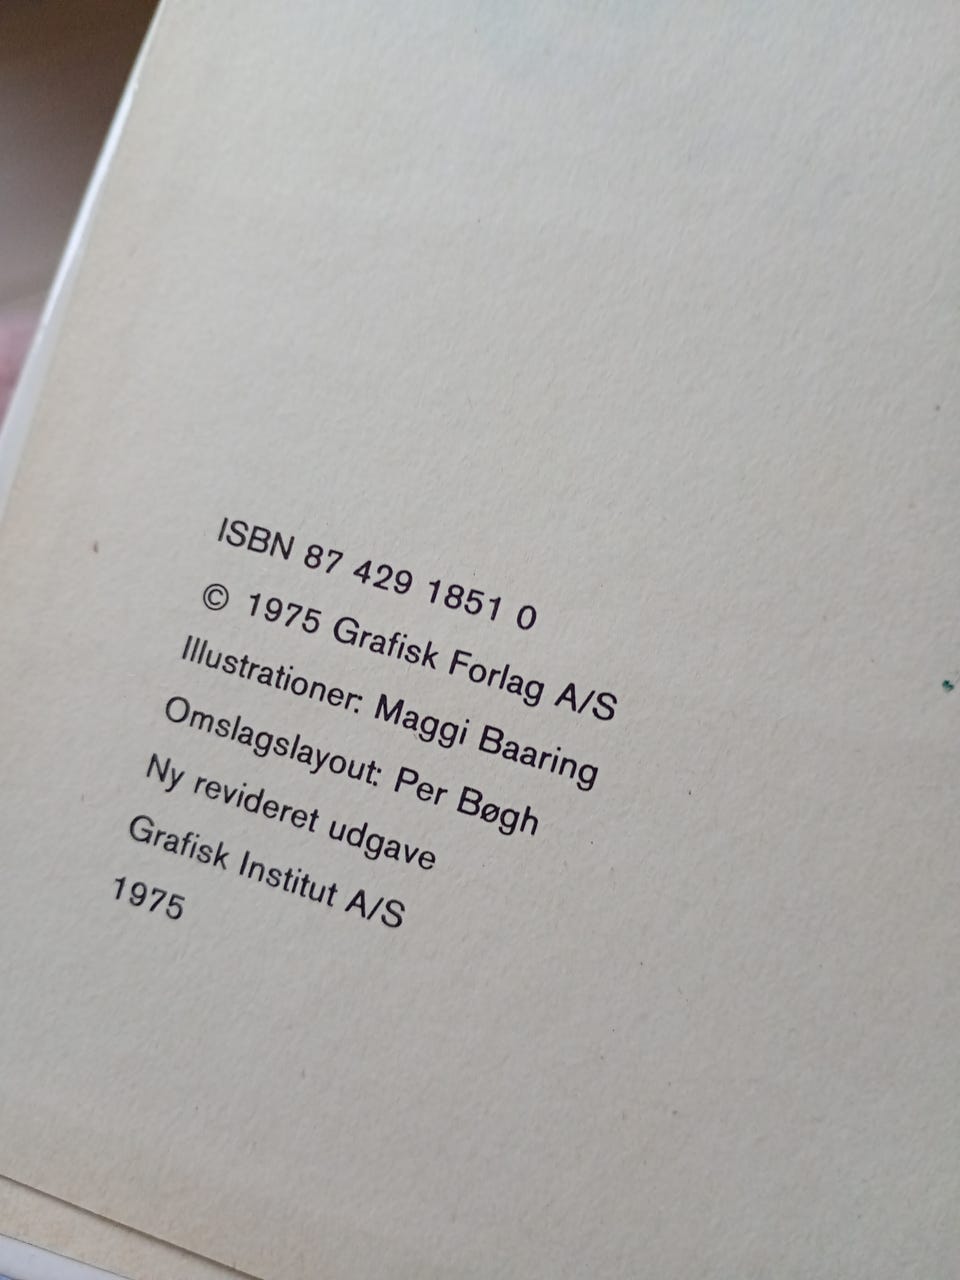 ISBN 87 429 1851 0
© 1975 Grafisk Forlag A/S
Illustrationer: Maggi Baaring
Omslagslayout: Per Bøgh
Ny revideret udgave
Grafisk Institut A/S
1975